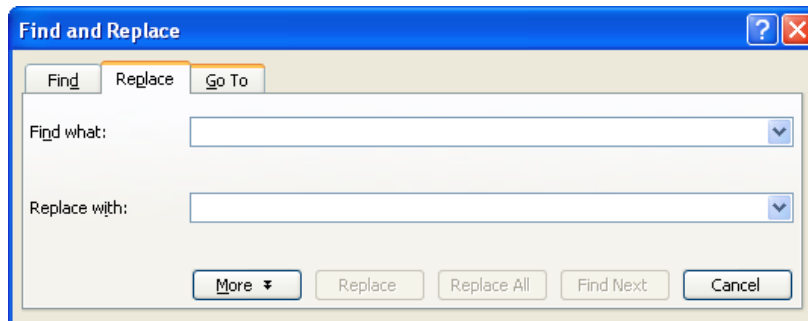 Find and Replace
Find Replace Go To
Find what:
Replace with:
More Replace Replace All Find Next Cancel